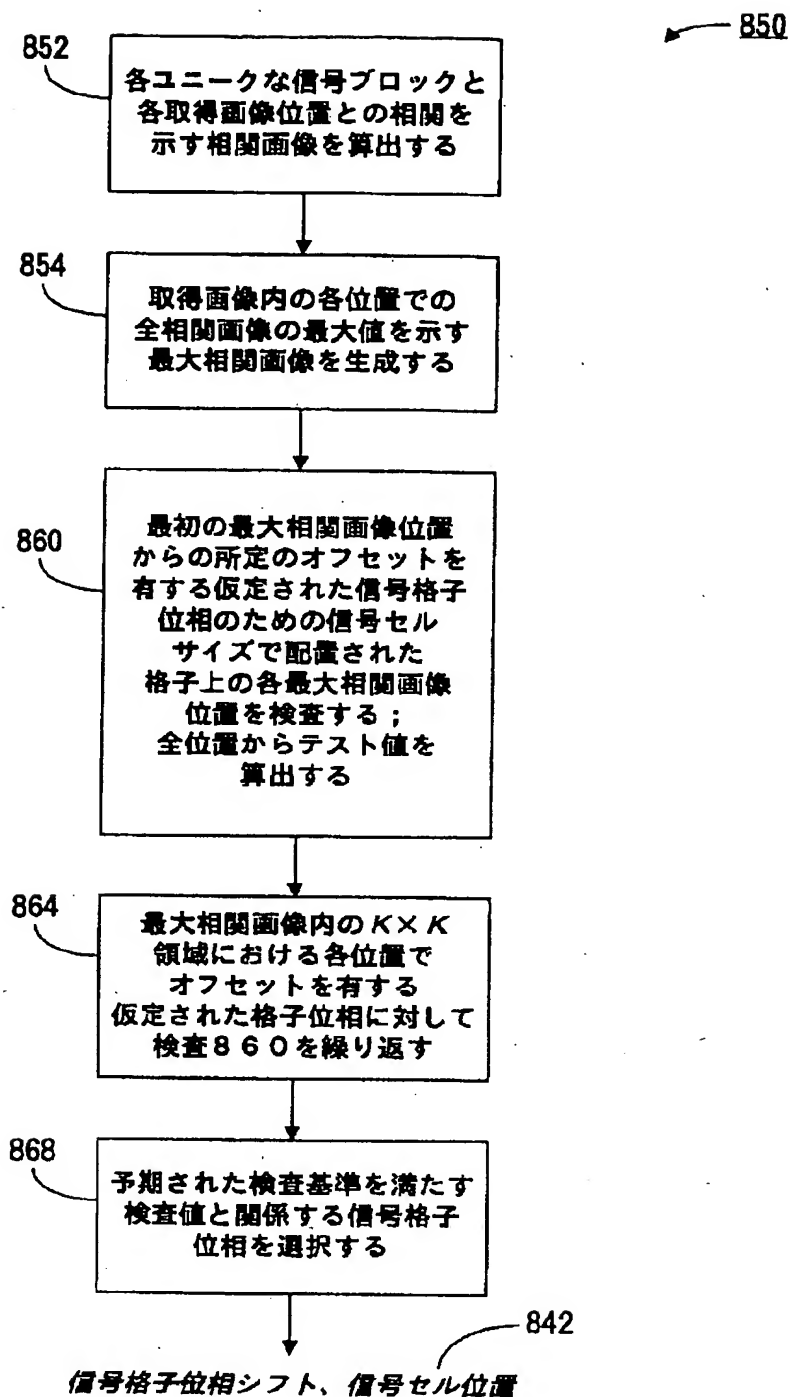 850
852
各ユニークな信号ブロックと
各取得画像位置との相関を
示す相関画像を算出する
854
取得画像内の各位置での
全相関画像の最大値を示す
最大相関画像を生成する
860
最初の最大相関画像位置
からの所定のオフセットを
有する仮定された信号格子
位相のための信号セル
サイズで配置された
格子上の各最大相関画像
位置を検査する；
全位置からテスト値を
算出する
864
最大相関画像内のK×K
領域における各位置で
オフセットを有する
仮定された格子位相に対して
検査８６０を繰り返す
868
予期された検査基準を満たす
検査値と関係する信号格子
位相を選択する
842
信号格子位相シフト、信号セル位置